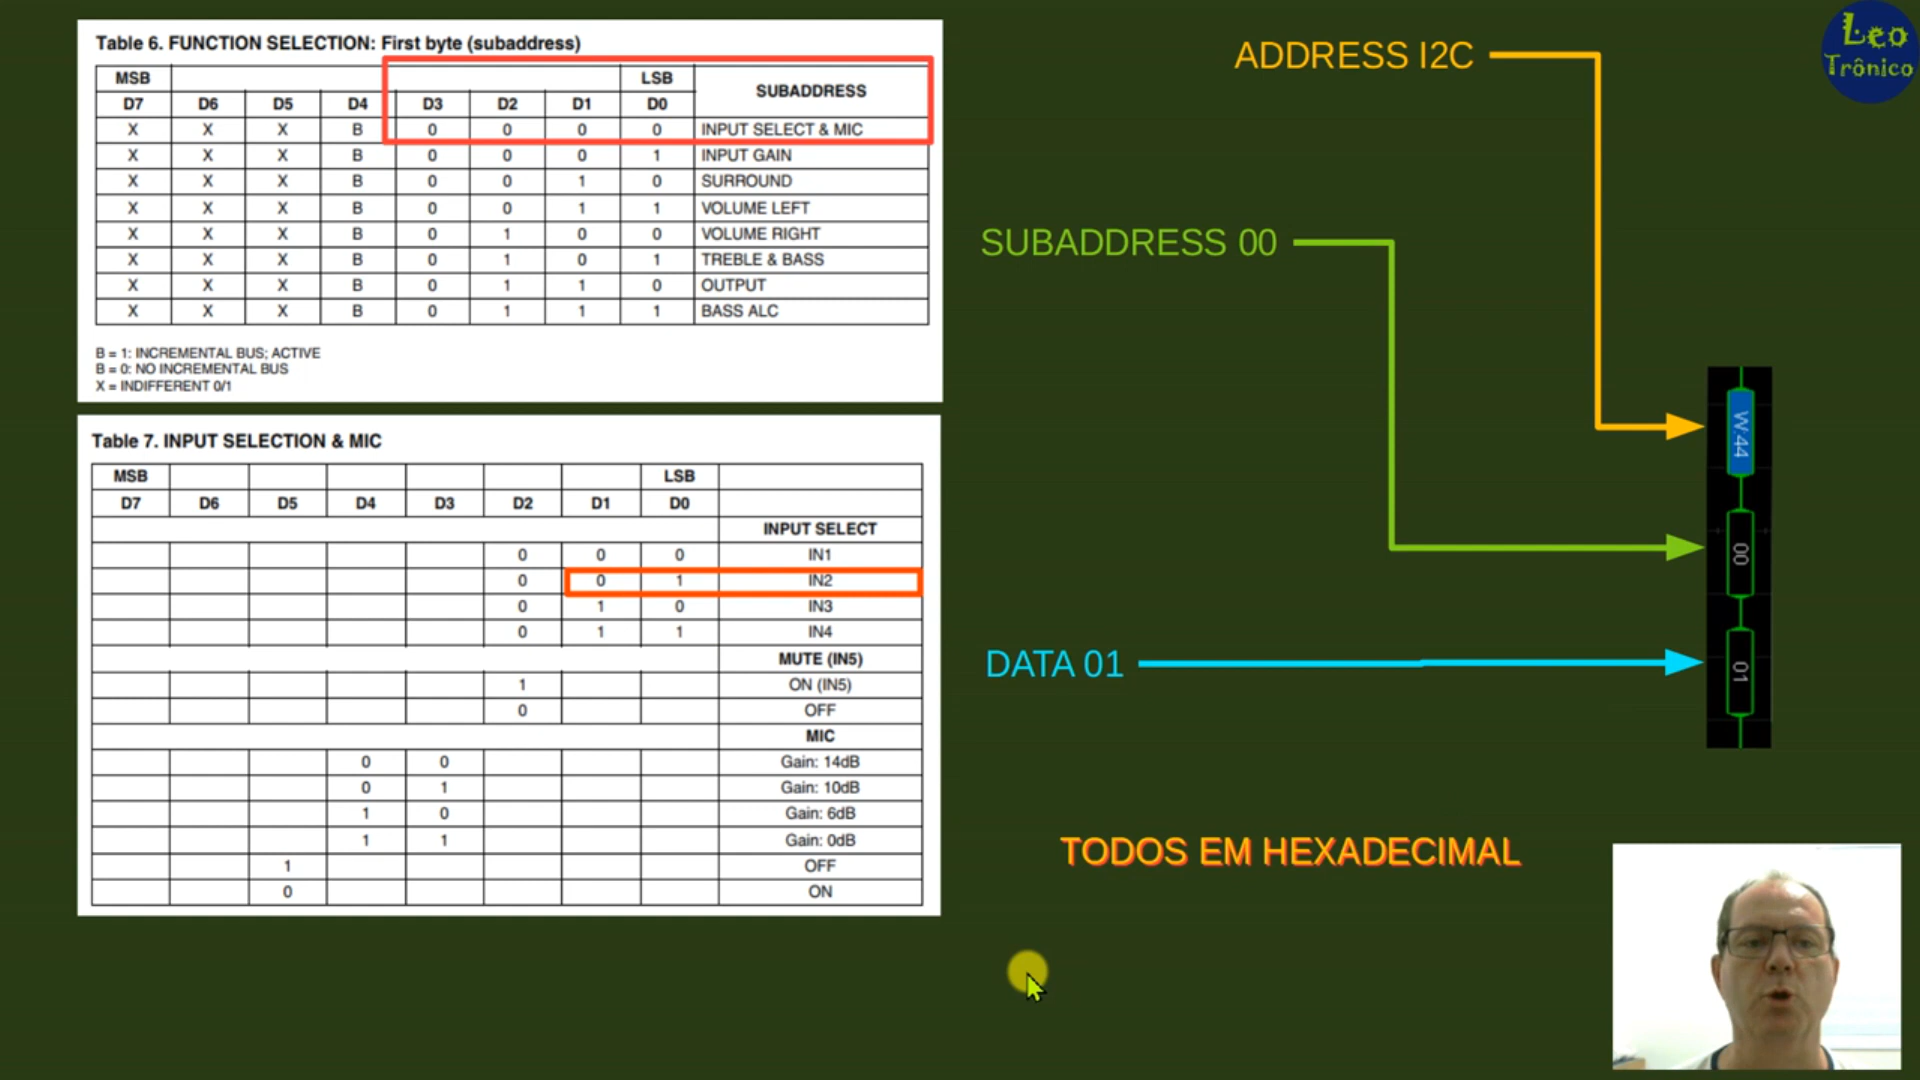 Table 6. FUNCTION SELECTION: First byte (subaddress)
MSB LSB SUBADDRESS
D7 D6 D5 D4 D3 D2 D1 D0
X X X B 0 0 0 0 INPUT SELECT & MIC
X X X B 0 0 0 1 INPUT GAIN
X X X B 0 0 1 0 SURROUND
X X X B 0 0 1 1 VOLUME LEFT
X X X B 0 1 0 0 VOLUME RIGHT
X X X B 0 1 0 1 TREBLE & BASS
X X X B 0 1 1 0 OUTPUT
X X X B 0 1 1 1 BASS ALC
B = 1: INCREMENTAL BUS; ACTIVE
B = 0: NO INCREMENTAL BUS
X = INDIFFERENT 0/1
Table 7. INPUT SELECTION & MIC
MSB LSB
D7 D6 D5 D4 D3 D2 D1 D0
INPUT SELECT
0 0 0 IN1
0 0 1 IN2
0 1 0 IN3
0 1 1 IN4
MUTE (IN5)
1 ON (IN5)
0 OFF
MIC
0 0 Gain: 14dB
0 1 Gain: 10dB
1 0 Gain: 6dB
1 1 Gain: 0dB
1 OFF
0 ON
ADDRESS I2C
SUBADDRESS 00
DATA 01
W:44
00
01
TODOS EM HEXADECIMAL
Leo
Trônico